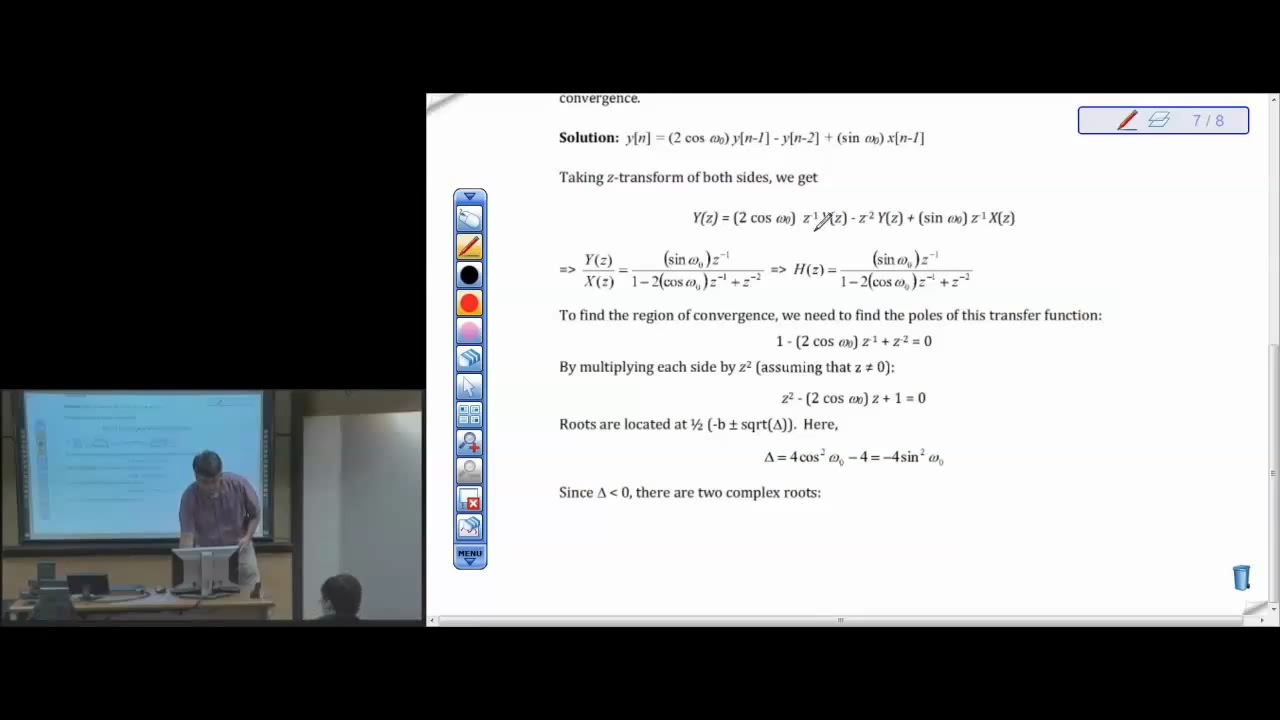 convergence.
7 / 8
Solution: y[n] = (2 cos ω₀) y[n-1] - y[n-2] + (sin ω₀) x[n-1]
Taking z-transform of both sides, we get
Y(z) = (2 cos ω₀) z⁻¹ Y(z) - z⁻² Y(z) + (sin ω₀) z⁻¹ X(z)
=> Y(z)/X(z) = (sin ω₀)z⁻¹ / 1−2(cos ω₀)z⁻¹ + z⁻² => H(z) = (sin ω₀)z⁻¹ / 1−2(cos ω₀)z⁻¹ + z⁻²
To find the region of convergence, we need to find the poles of this transfer function:
1 - (2 cos ω₀) z⁻¹ + z⁻² = 0
By multiplying each side by z² (assuming that z ≠ 0):
z² - (2 cos ω₀) z + 1 = 0
Roots are located at ½ (-b ± sqrt(Δ)). Here,
Δ = 4cos² ω₀ − 4 = −4sin² ω₀
Since Δ < 0, there are two complex roots:
MENU